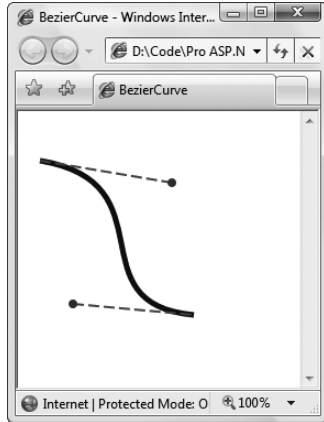 BezierCurve - Windows Inter...
D:\Code\Pro ASP.N
BezierCurve
Internet | Protected Mode: O
100%